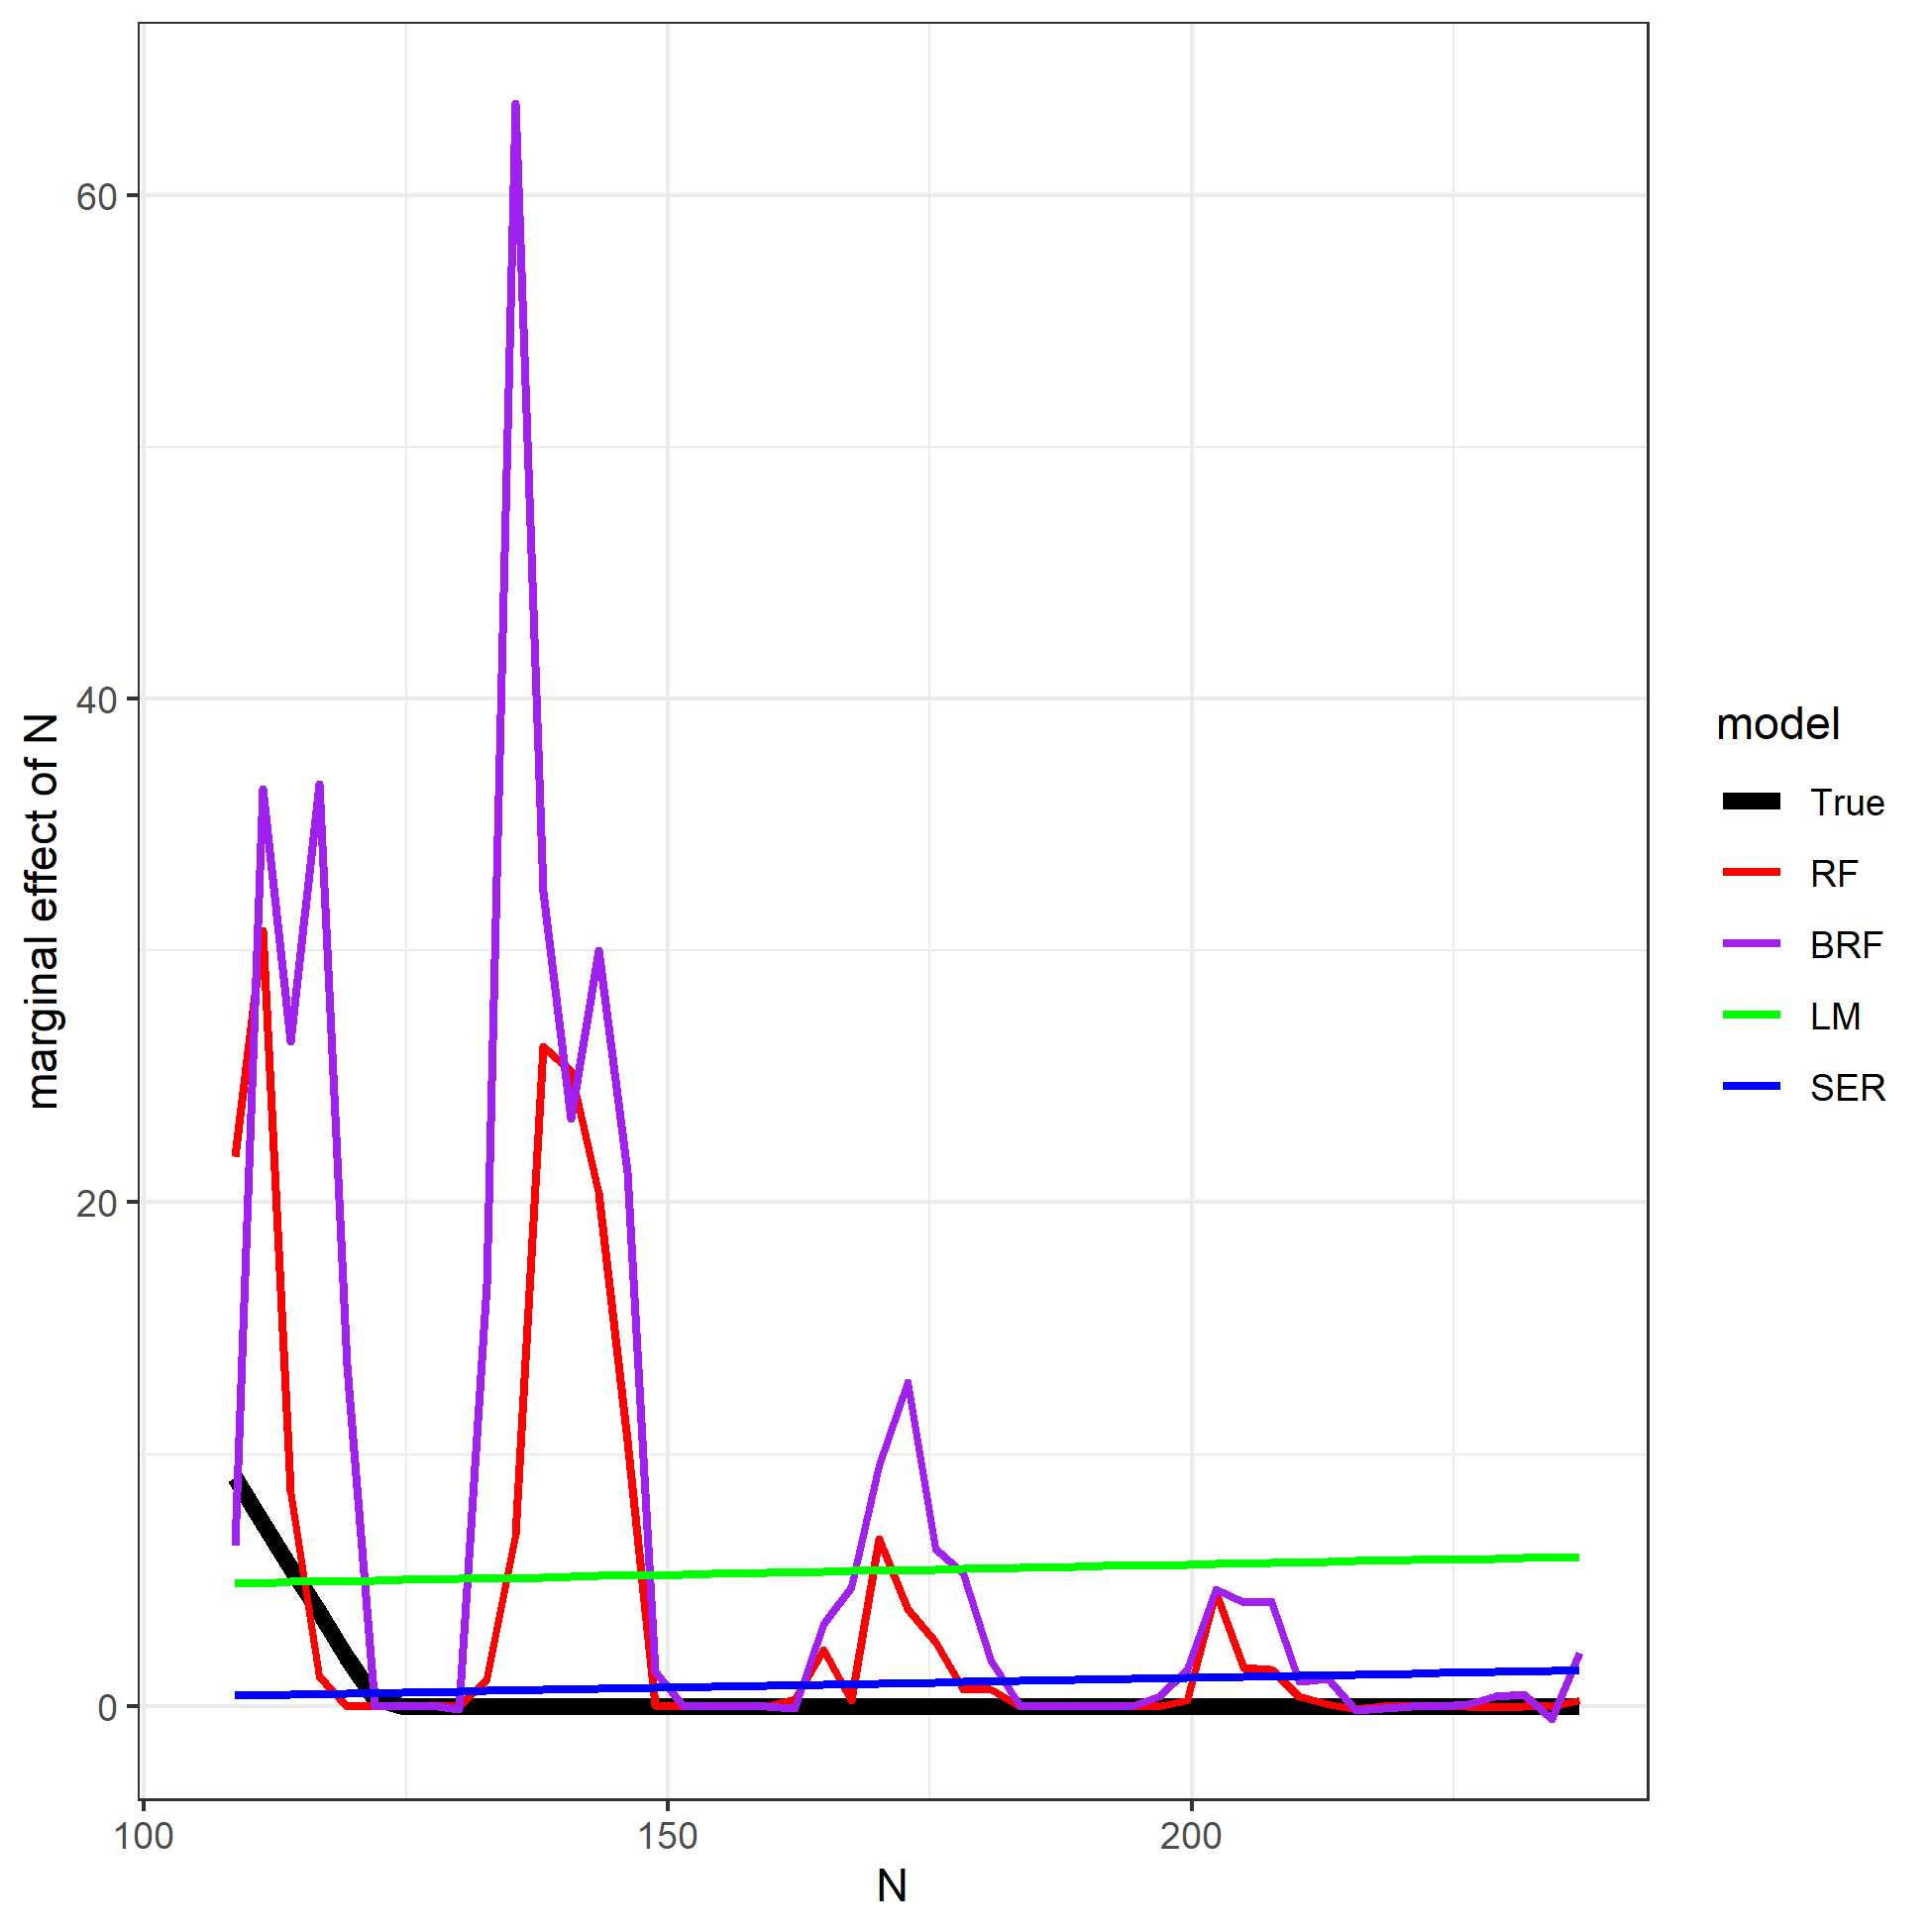 marginal effect of N
60
40
20
0
100
150
200
N
model
True
RF
BRF
LM
SER